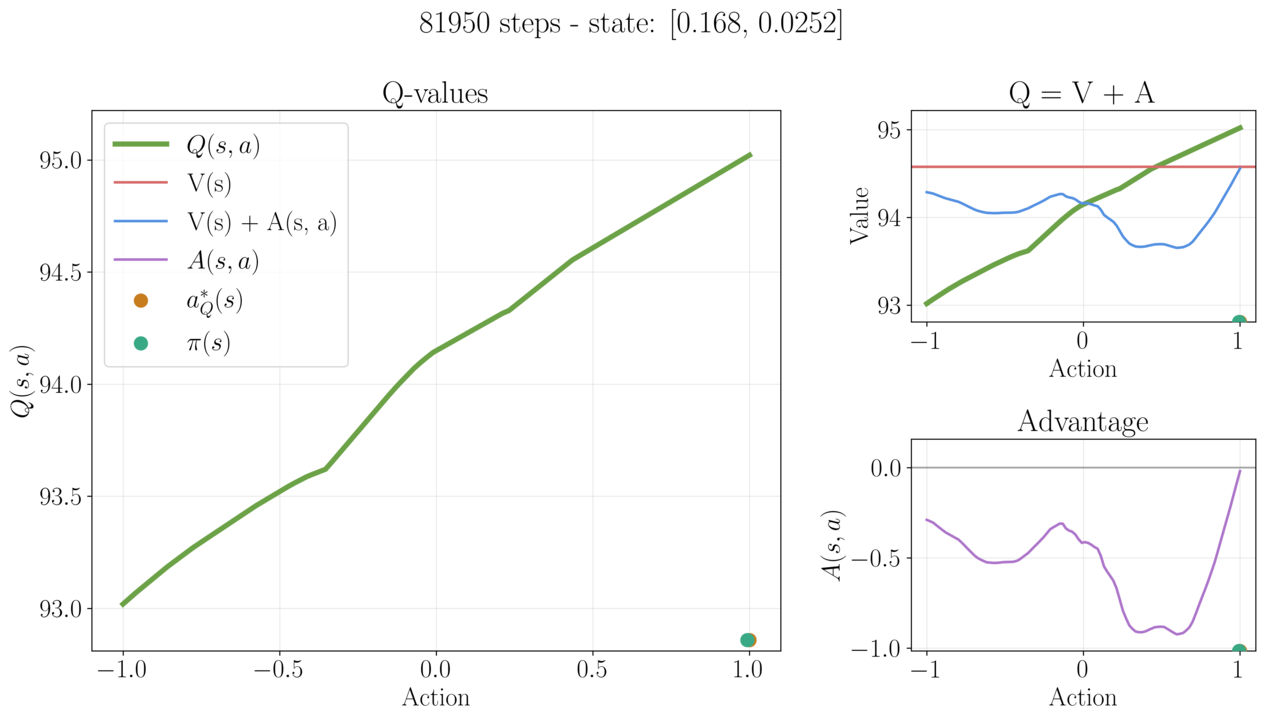 81950 steps - state: [0.168, 0.0252]
Q-values
Q(s, a)
V(s)
V(s) + A(s, a)
A(s, a)
a*_Q(s)
π(s)
Q(s, a)
95.0
94.5
94.0
93.5
93.0
−1.0 −0.5 0.0 0.5 1.0
Action
Q = V + A
Value
95
94
93
−1 0 1
Action
Advantage
A(s, a)
0.0
−0.5
−1.0
−1 0 1
Action